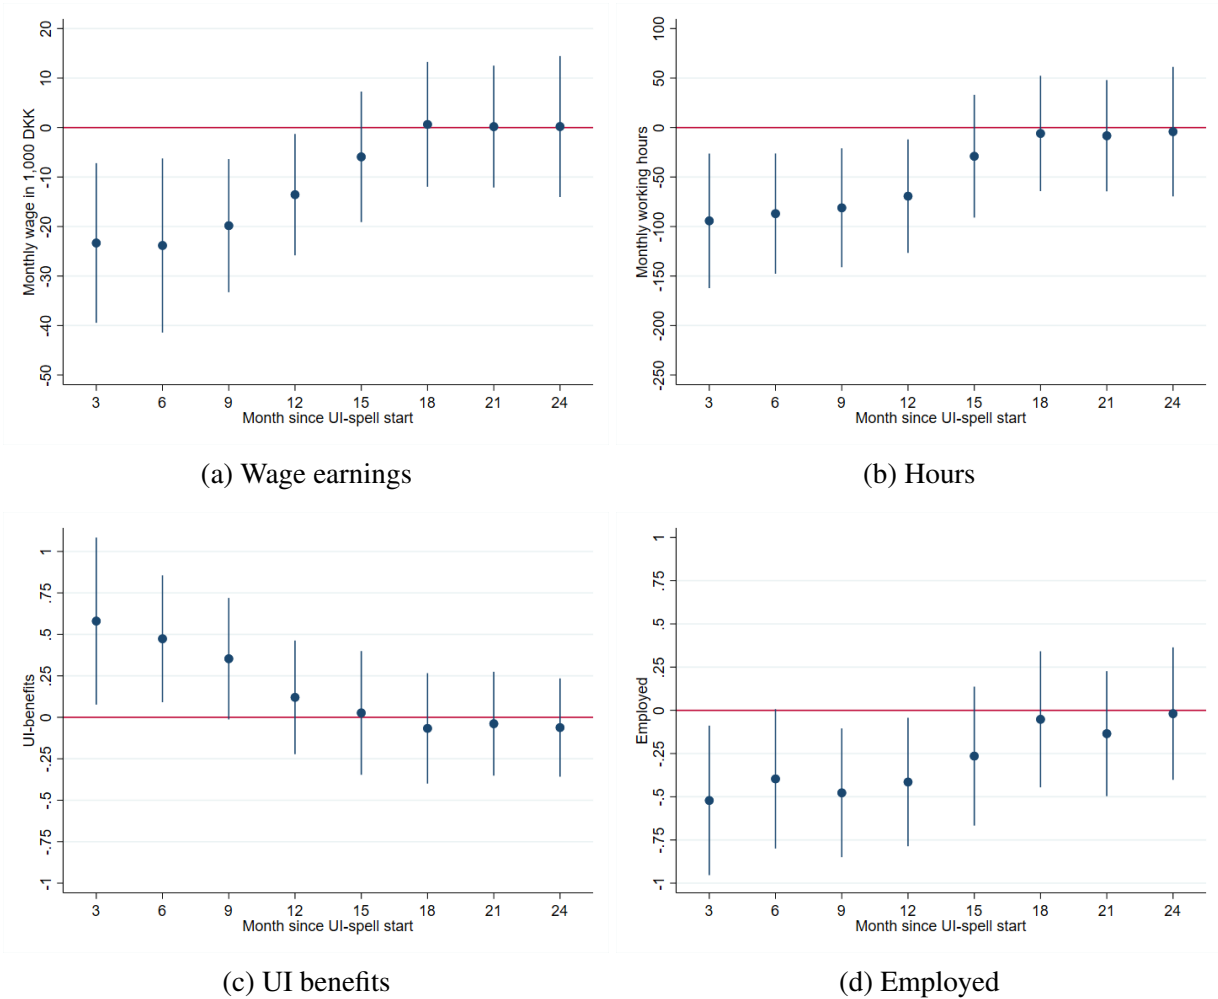 20
10
0
-10
-20
-30
-40
-50
Monthly wage in 1,000 DKK
3 6 9 12 15 18 21 24
Month since UI-spell start
(a) Wage earnings
100
50
0
-50
-100
-150
-200
-250
Monthly working hours
3 6 9 12 15 18 21 24
Month since UI-spell start
(b) Hours
1
.75
.5
.25
0
-.25
-.5
-.75
-1
UI-benefits
3 6 9 12 15 18 21 24
Month since UI-spell start
(c) UI benefits
1
.75
.5
.25
0
-.25
-.5
-.75
-1
Employed
3 6 9 12 15 18 21 24
Month since UI-spell start
(d) Employed